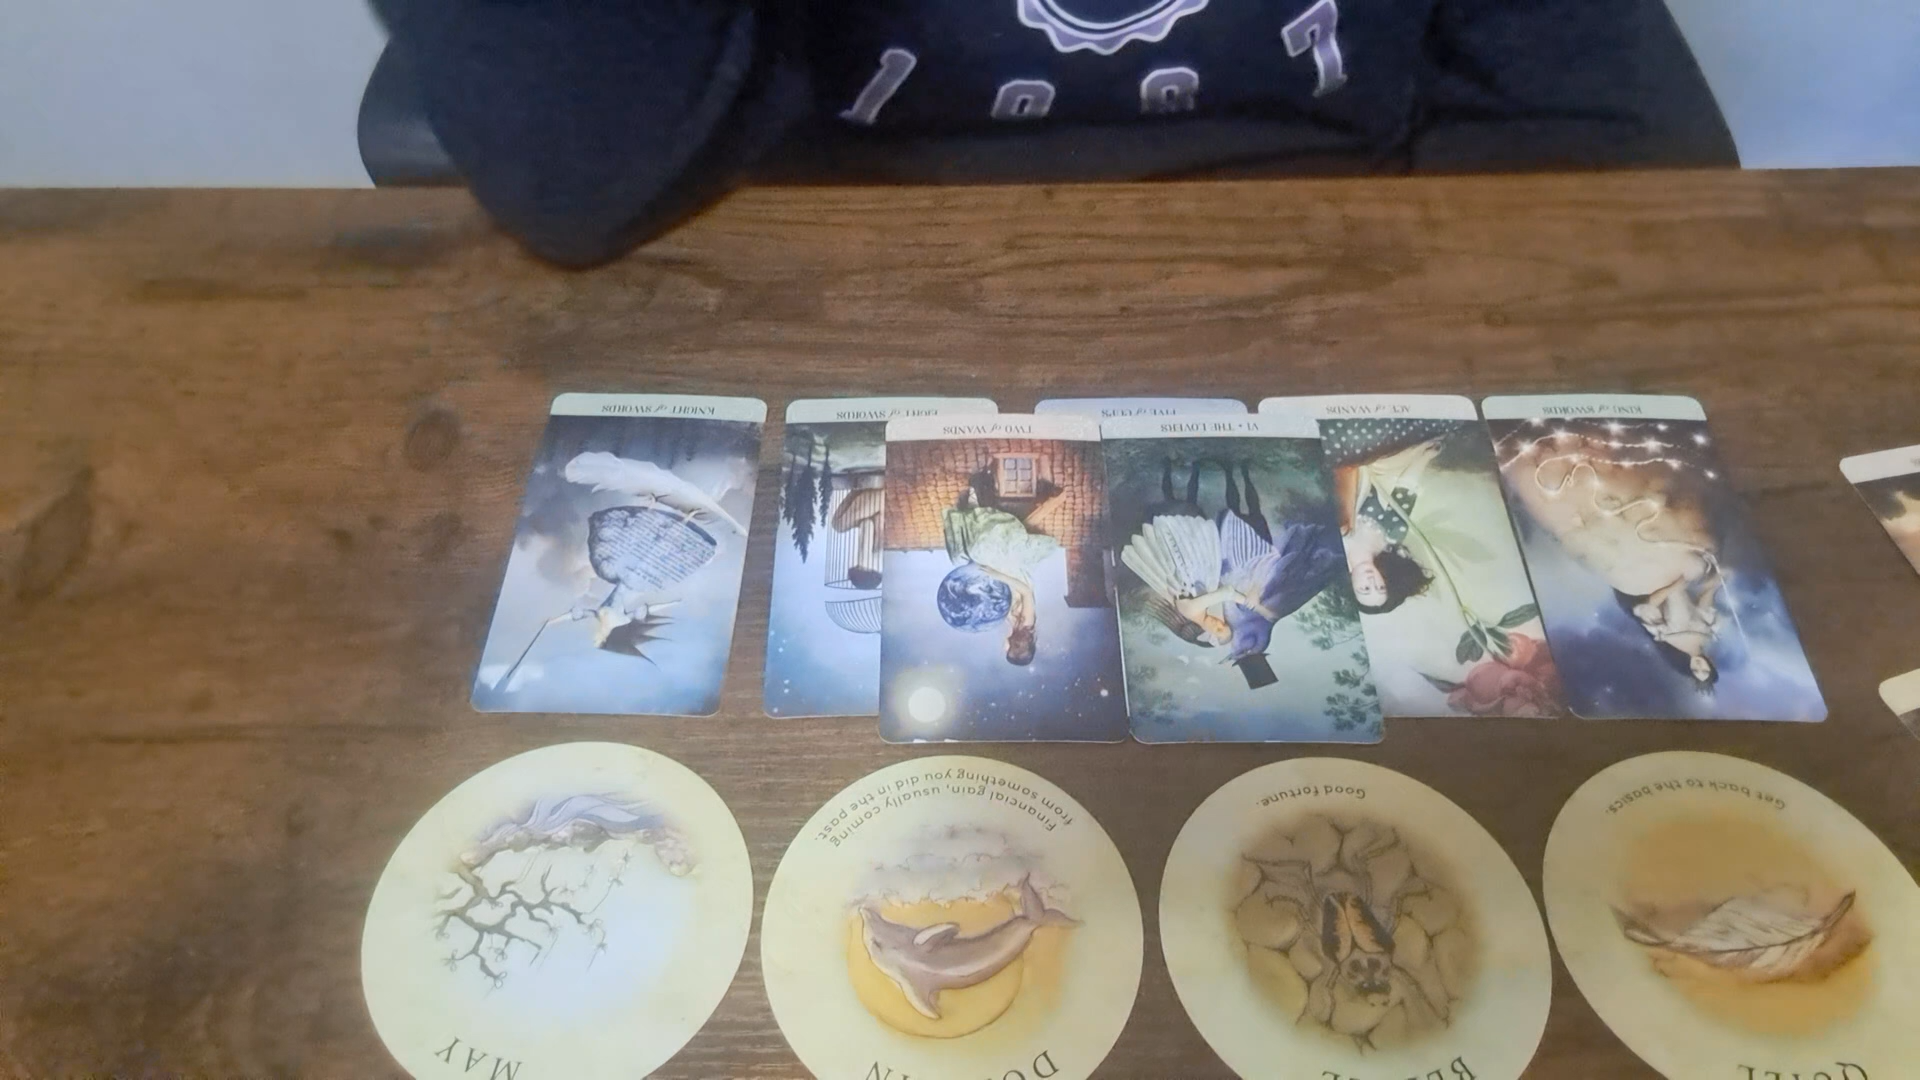 1987
KNIGHT of SWORDS
EIGHT of SWORDS
TWO of WANDS
FIVE of CUPS
VI • THE LOVERS
ACE of WANDS
KING of SWORDS
MAY
Financial gain, usually coming
from something you did in the past.
Good fortune.
Get back to the basics.